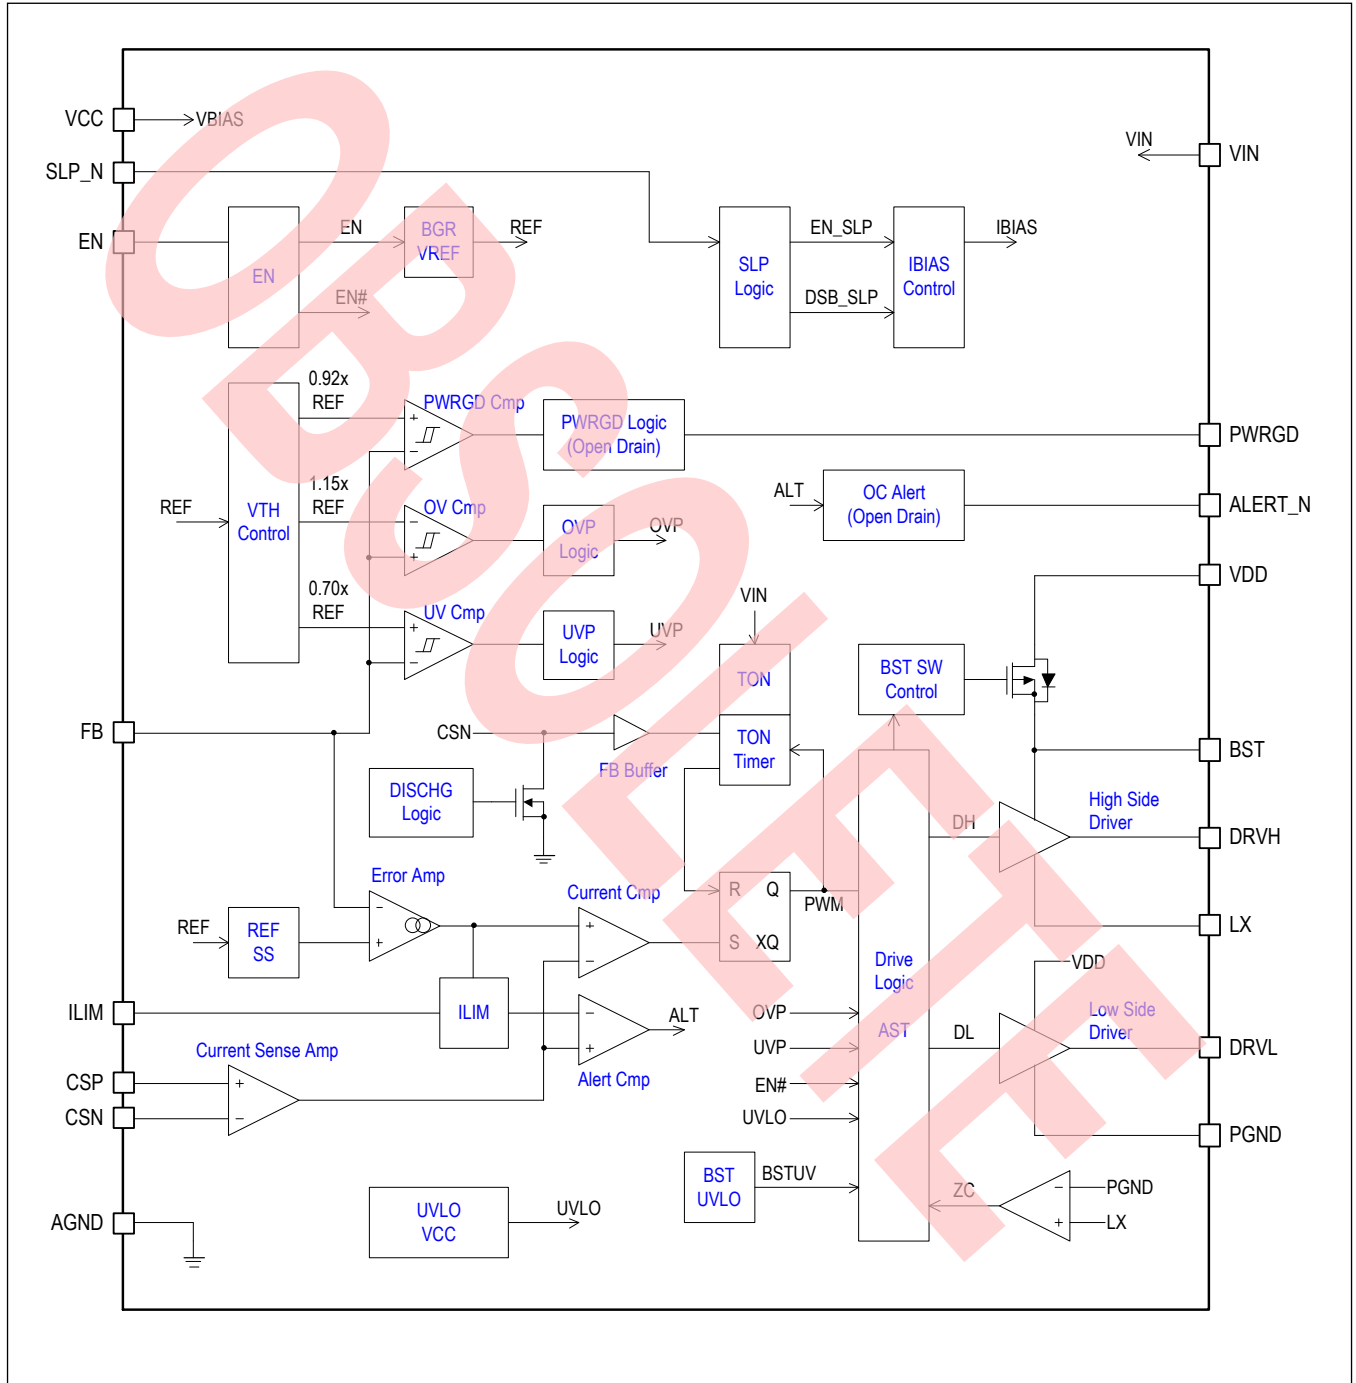 VCC
VBIAS
SLP_N
VIN
VIN
EN
EN
EN
EN#
BGR
VREF
REF
SLP
Logic
EN_SLP
DSB_SLP
IBIAS
Control
IBIAS
0.92x
REF
PWRGD Cmp
+
−
PWRGD Logic
(Open Drain)
PWRGD
REF
VTH
Control
1.15x
REF
OV Cmp
−
+
OVP
Logic
OVP
ALT
OC Alert
(Open Drain)
ALERT_N
VDD
0.70x
REF
UV Cmp
+
−
UVP
Logic
UVP
VIN
TON
BST SW
Control
FB
CSN
FB Buffer
TON
Timer
BST
DISCHG
Logic
DH
High Side
Driver
DRVH
Error Amp
−
+
Current Cmp
+
−
R
Q
S
XQ
PWM
REF
REF
SS
LX
Drive
Logic
AST
VDD
ILIM
ILIM
−
+
ALT
Alert Cmp
OVP
UVP
EN#
UVLO
DL
Low Side
Driver
DRVL
Current Sense Amp
CSP
+
CSN
−
PGND
BST
UVLO
BSTUV
ZC
−
PGND
+
LX
AGND
UVLO
VCC
UVLO
OBSOLETE